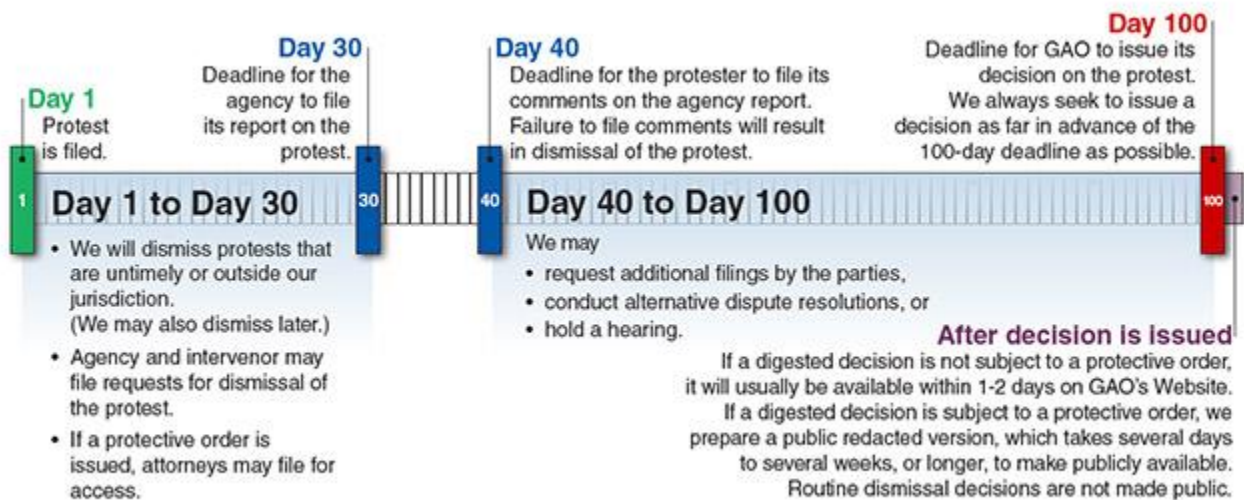 Day 1
Protest
is filed.
Day 30
Deadline for the
agency to file
its report on the
protest.
Day 40
Deadline for the protester to file its
comments on the agency report.
Failure to file comments will result
in dismissal of the protest.
Day 100
Deadline for GAO to issue its
decision on the protest.
We always seek to issue a
decision as far in advance of the
100-day deadline as possible.
1
Day 1 to Day 30
30
40
Day 40 to Day 100
100
• We will dismiss protests that
are untimely or outside our
jurisdiction.
(We may also dismiss later.)
• Agency and intervenor may
file requests for dismissal of
the protest.
• If a protective order is
issued, attorneys may file for
access.
We may
• request additional filings by the parties,
• conduct alternative dispute resolutions, or
• hold a hearing.
After decision is issued
If a digested decision is not subject to a protective order,
it will usually be available within 1-2 days on GAO's Website.
If a digested decision is subject to a protective order, we
prepare a public redacted version, which takes several days
to several weeks, or longer, to make publicly available.
Routine dismissal decisions are not made public.